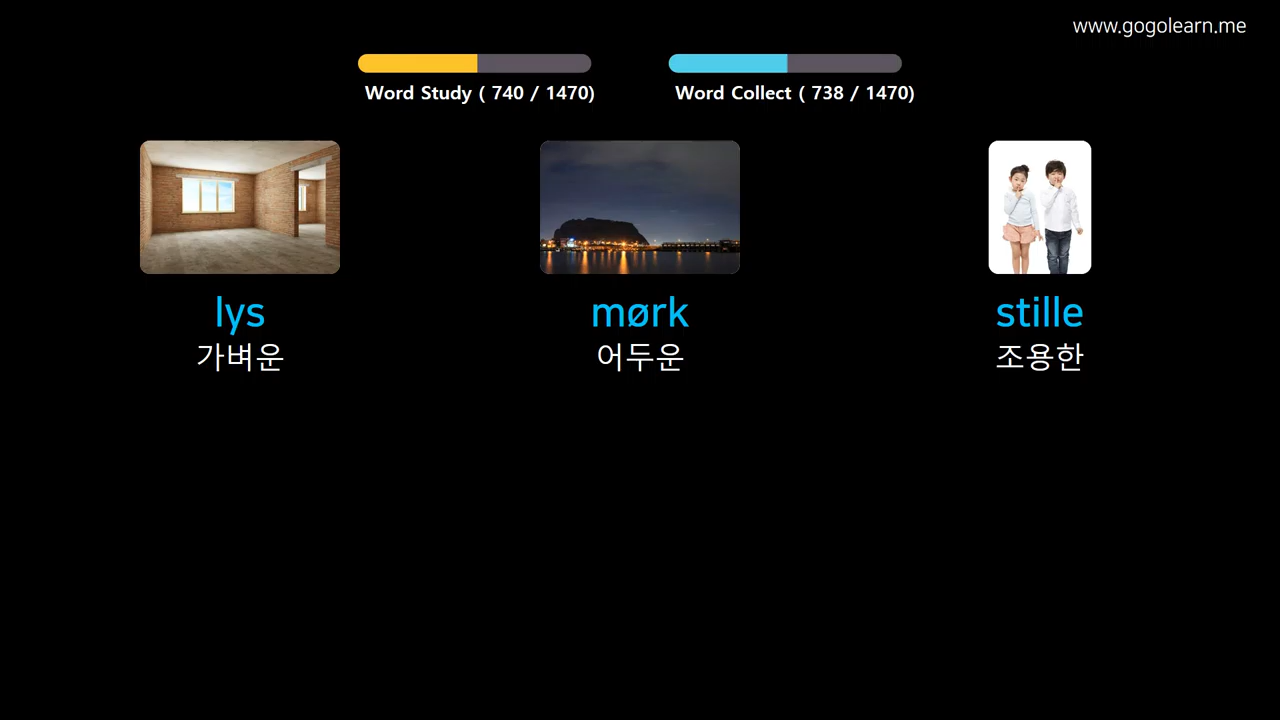 www.gogolearn.me
Word Study ( 740 / 1470)
Word Collect ( 738 / 1470)
lys
mørk
stille
가벼운
어두운
조용한